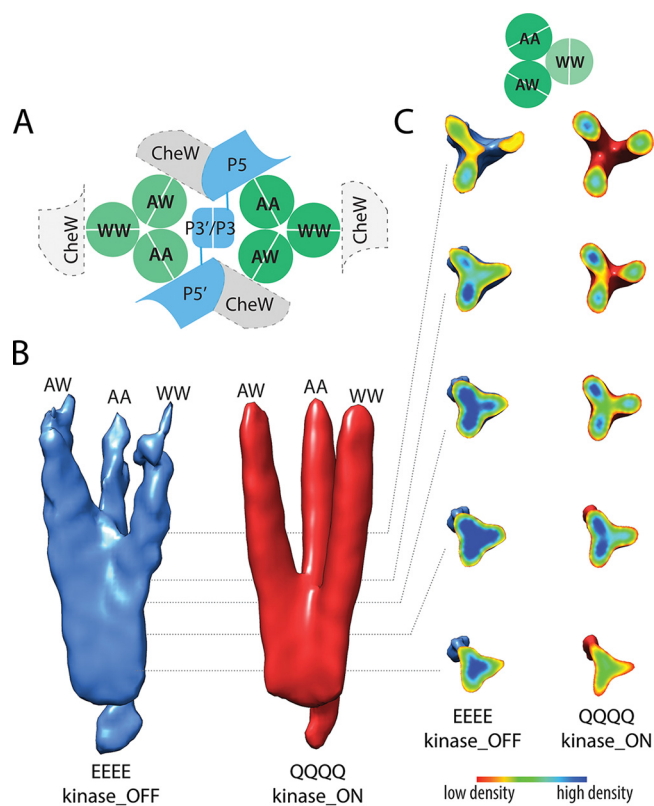 AA
WW
AW
A
C
CheW
P5
AW
AA
CheW
WW
P3'/P3
WW
CheW
AA
AW
P5'
CheW
B
AW
AA
WW
AA
WW
AW
EEEE
kinase_OFF
QQQQ
kinase_ON
EEEE
kinase_OFF
QQQQ
kinase_ON
low density
high density